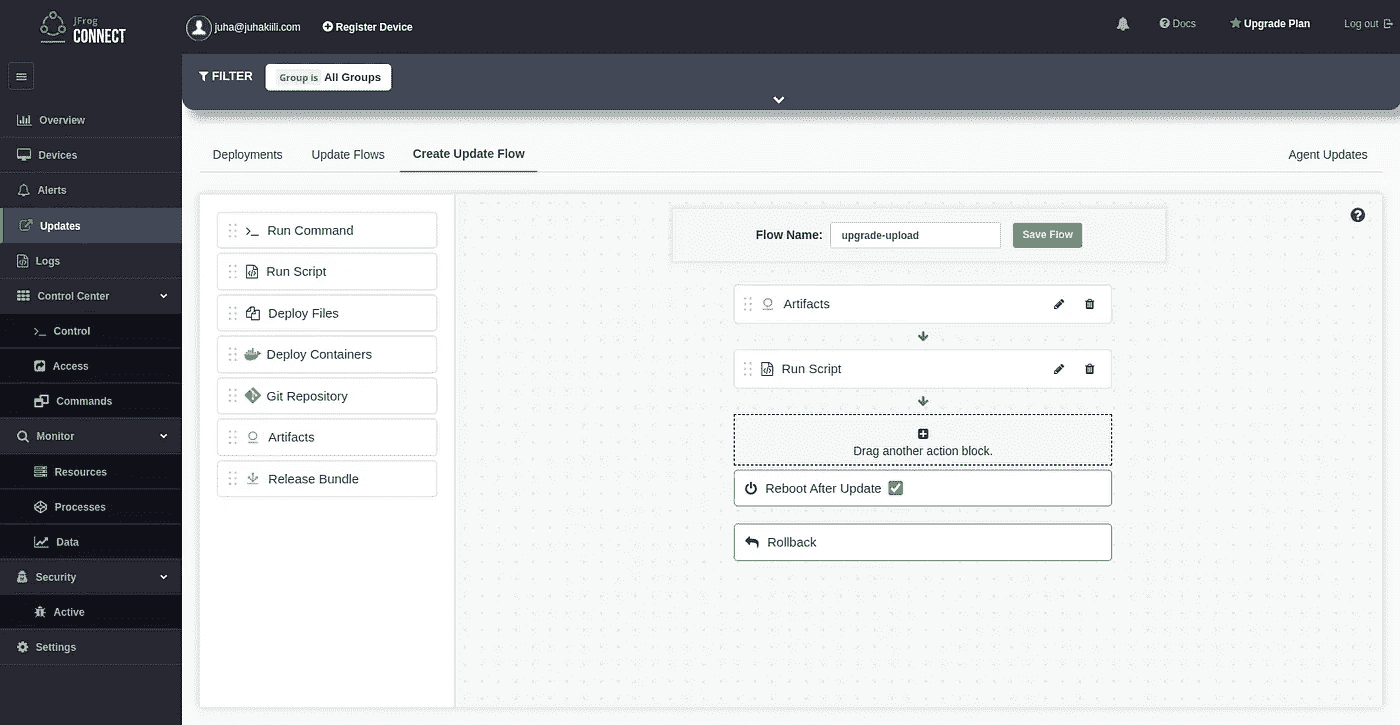 JFrog
CONNECT
juha@juhakiili.com
Register Device
Docs
Upgrade Plan
Log out
FILTER
Group is All Groups
Overview
Devices
Alerts
Updates
Logs
Control Center
Control
Access
Commands
Monitor
Resources
Processes
Data
Security
Active
Settings
Deployments
Update Flows
Create Update Flow
Agent Updates
Run Command
Run Script
Deploy Files
Deploy Containers
Git Repository
Artifacts
Release Bundle
Flow Name: upgrade-upload Save Flow
Artifacts
Run Script
Drag another action block.
Reboot After Update
Rollback